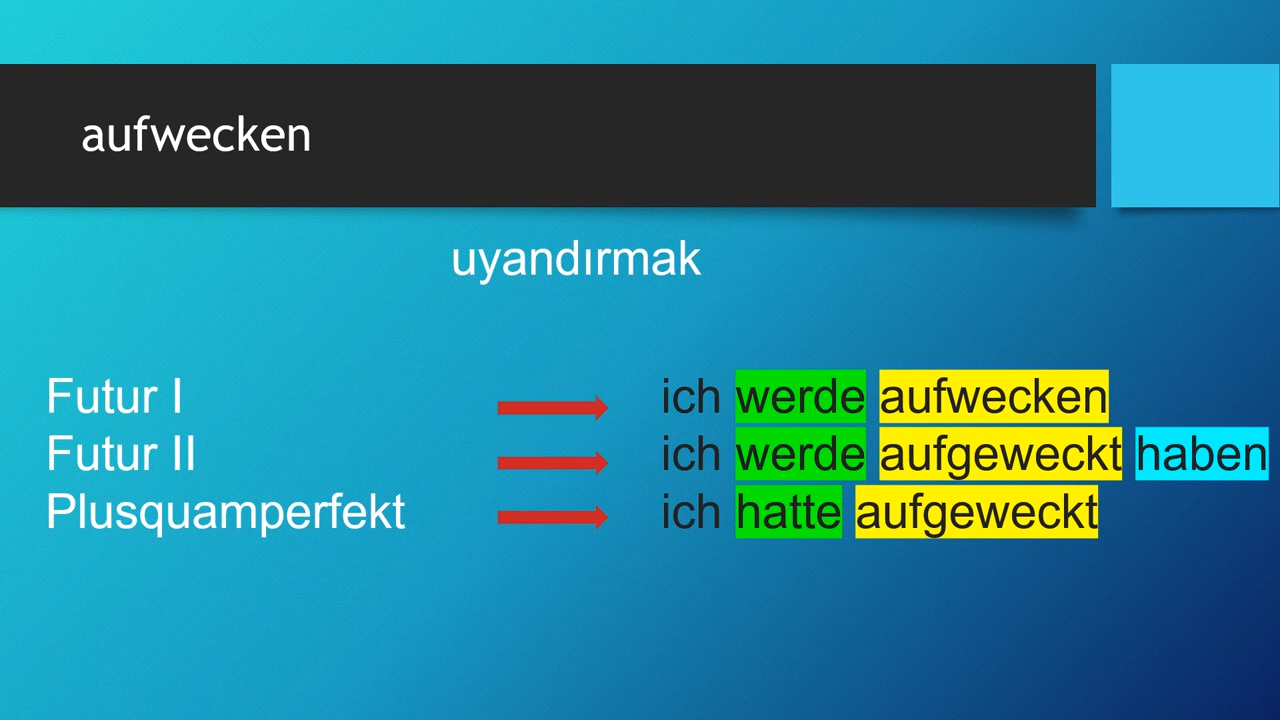 aufwecken
uyandırmak
Futur I ich werde aufwecken
Futur II ich werde aufgeweckt haben
Plusquamperfekt ich hatte aufgeweckt